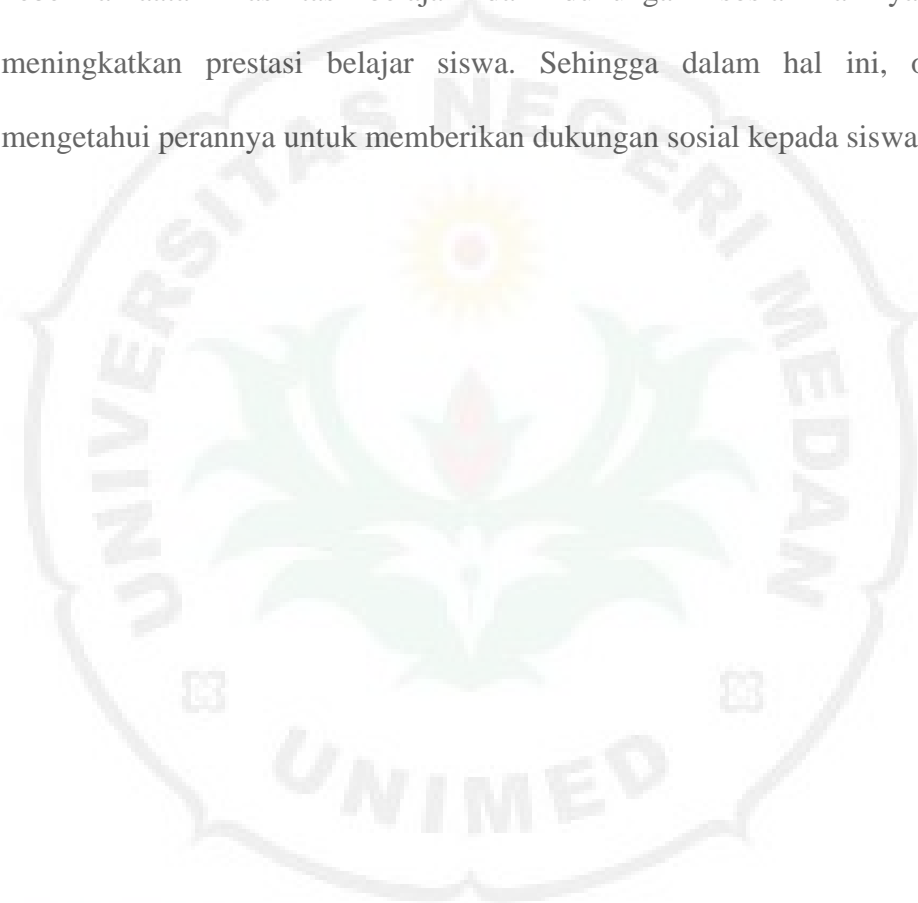 meningkatkan prestasi belajar siswa. Sehingga dalam hal ini,
mengetahui perannya untuk memberikan dukungan sosial kepada siswa
UNIVERSITAS NEGERI MEDAN
UNIMED